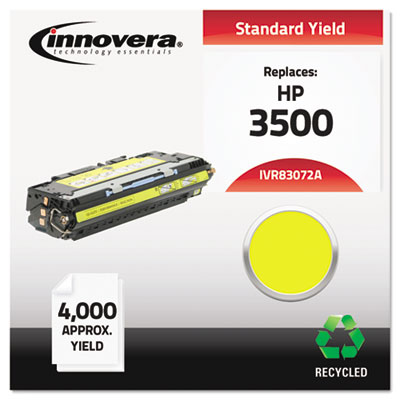 innovera
technology essentials
Standard Yield
Replaces:
HP
3500
IVR83072A
4,000
APPROX.
YIELD
RECYCLED